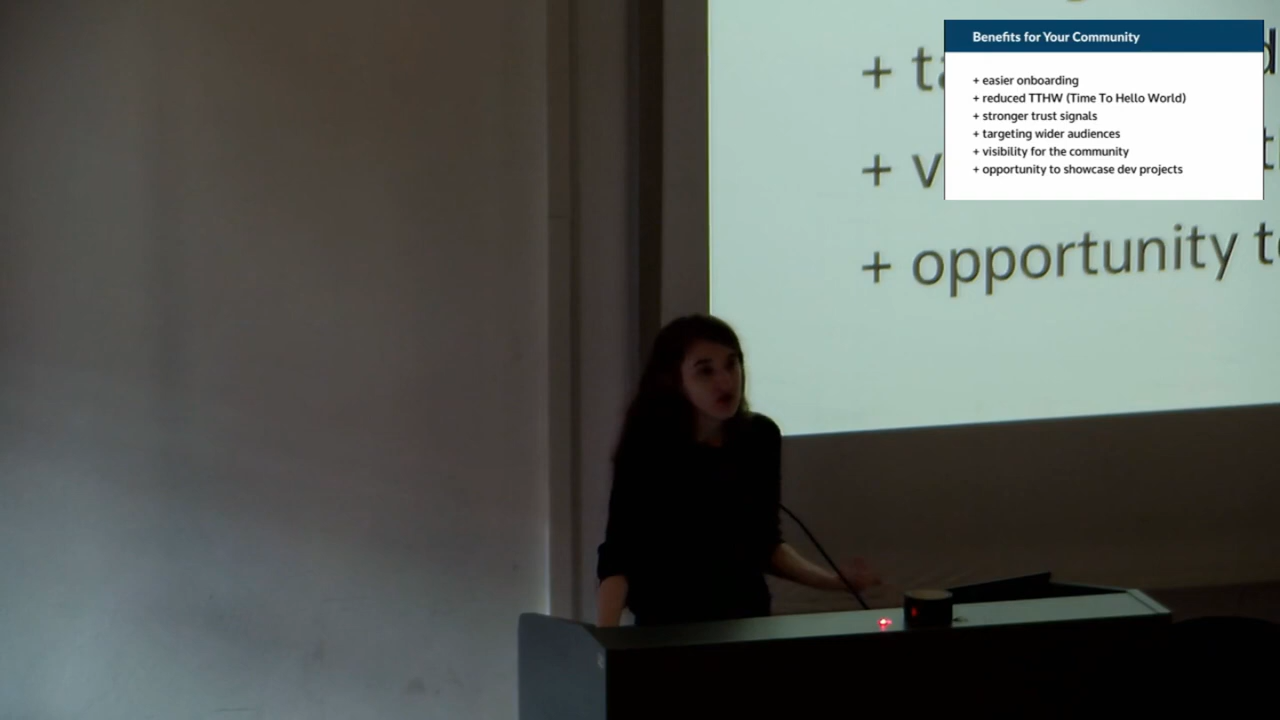 Benefits for Your Community
+ easier onboarding
+ reduced TTHW (Time To Hello World)
+ stronger trust signals
+ targeting wider audiences
+ visibility for the community
+ opportunity to showcase dev projects
+
+
+ opportunity